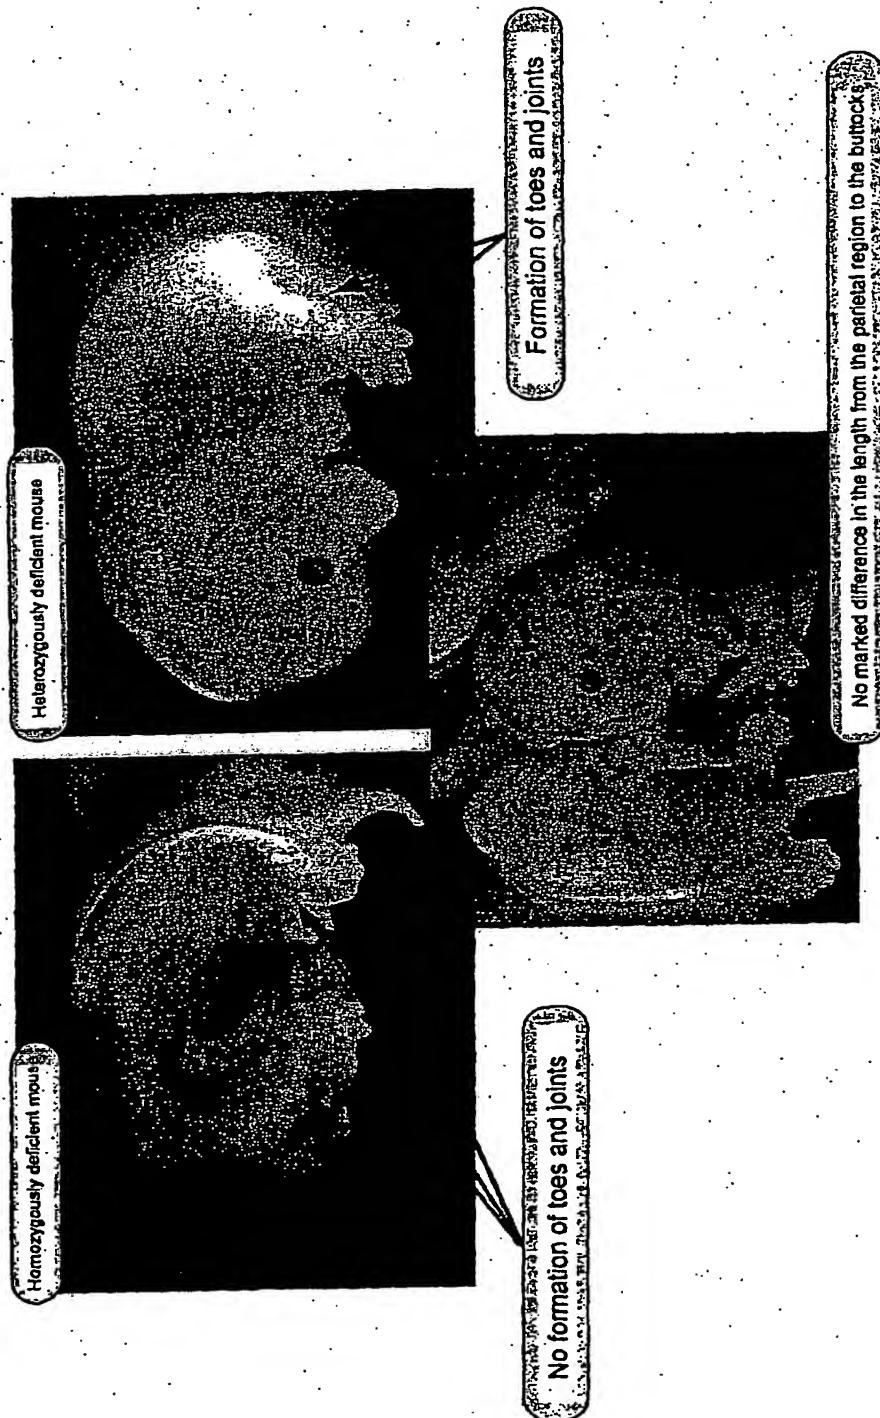 Homozygously deficient mouse
Heterozygously deficient mouse
No formation of toes and joints
Formation of toes and joints
No marked difference in the length from the parietal region to the buttocks